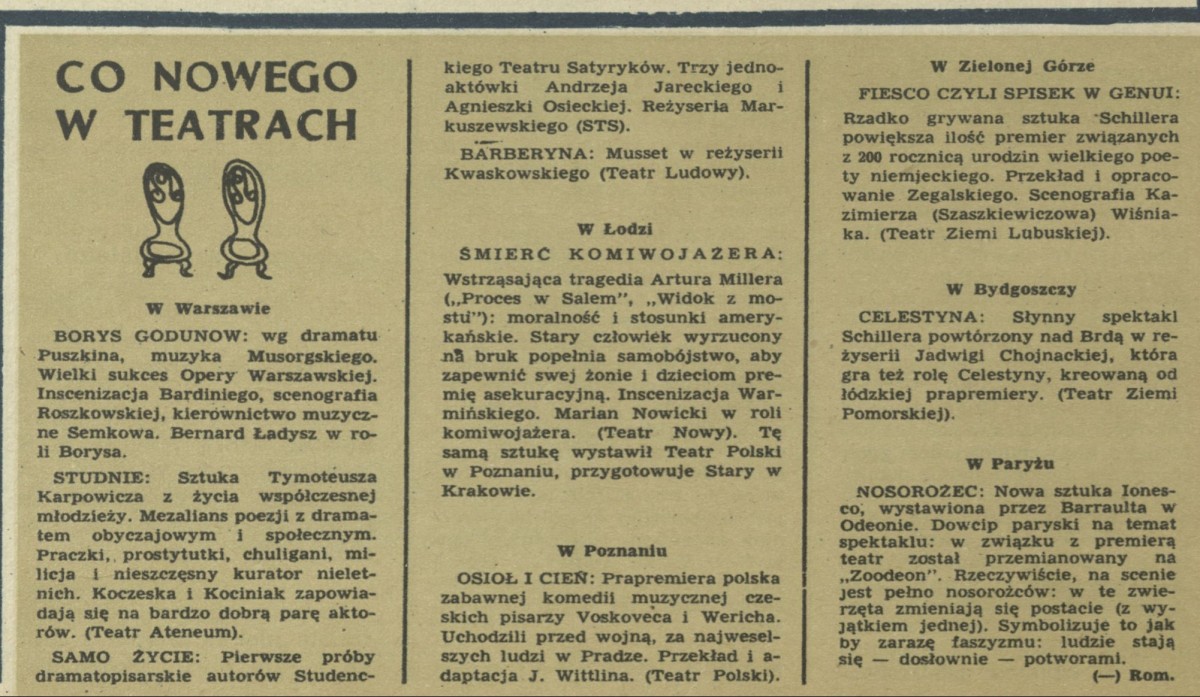 CO NOWEGO
W TEATRACH
W Warszawie
BORYS GODUNOW: wg dramatu
Puszkina, muzyka Musorgskiego.
Wielki sukces Opery Warszawskiej.
Inscenizacja Bardiniego, scenografia
Roszkowskiej, kierównictwo muzycz-
ne Semkowa. Bernard Ładysz w ro-
li Borysa.
STUDNIE: Sztuka Tymoteusza
Karpowicza z życia współczesnej
młodzieży. Mezalians poezji z drama-
tem obyczajowym i społecznym.
Praczki, prostytutki, chuligani, mi-
licja i nieszczęsny kurator nielet-
nich. Koczeska i Kociniak zapowia-
dają się na bardzo dobrą parę akto-
rów. (Teatr Ateneum).
SAMO ŻYCIE: Pierwsze próby
dramatopisarskie autorów Studenc-
kiego Teatru Satyryków. Trzy jedno-
aktówki Andrzeja Jareckiego i
Agnieszki Osieckiej. Reżyseria Mar-
kuszewskiego (STS).
BARBERYNA: Musset w reżyserii
Kwaskowskiego (Teatr Ludowy).
W Łodzi
ŚMIERĆ KOMIWOJAŻERA:
Wstrząsająca tragedia Artura Millera
(„Proces w Salem”, „Widok z mo-
stu”): moralność i stosunki amery-
kańskie. Stary człowiek wyrzucony
na bruk popełnia samobójstwo, aby
zapewnić swej żonie i dzieciom pre-
mię asekuracyjną. Inscenizacja War-
mińskiego. Marian Nowicki w roli
komiwojażera. (Teatr Nowy). Tę
samą sztukę wystawił Teatr Polski
w Poznaniu, przygotowuje Stary w
Krakowie.
W Poznaniu
OSIOŁ I CIEŃ: Prapremiera polska
zabawnej komedii muzycznej cze-
skich pisarzy Voskoveca i Wericha.
Uchodzili przed wojną, za najwesel-
szych ludzi w Pradze. Przekład i a-
daptacja J. Wittlina. (Teatr Polski).
W Zielonej Górze
FIESCO CZYLI SPISEK W GENUI:
Rzadko grywana sztuka Schillera
powiększa ilość premier związanych
z 200 rocznicą urodzin wielkiego poe-
ty niemieckiego. Przekład i opraco-
wanie Zegalskiego. Scenografia Ka-
zimierza (Szaszkiewiczowa) Wiśnia-
ka. (Teatr Ziemi Lubuskiej).
W Bydgoszczy
CELESTYNA: Słynny spektakl
Schillera powtórzony nad Brdą w re-
żyserii Jadwigi Chojnackiej, która
gra też rolę Celestyny, kreowaną od
łódzkiej prapremiery. (Teatr Ziemi
Pomorskiej).
W Paryżu
NOSOROŻEC: Nowa sztuka Iones-
co, wystawiona przez Barraulta w
Odeonie. Dowcip paryski na temat
spektaklu: w związku z premierą
teatr został przemianowany na
„Zoodeon”. Rzeczywiście, na scenie
jest pełno nosorożców: w te zwie-
rzęta zmieniają się postacie (z wy-
jątkiem jednej). Symbolizuje to jak
by zarazę faszyzmu: ludzie stają
się — dosłownie — potworami.
(—) Rom.